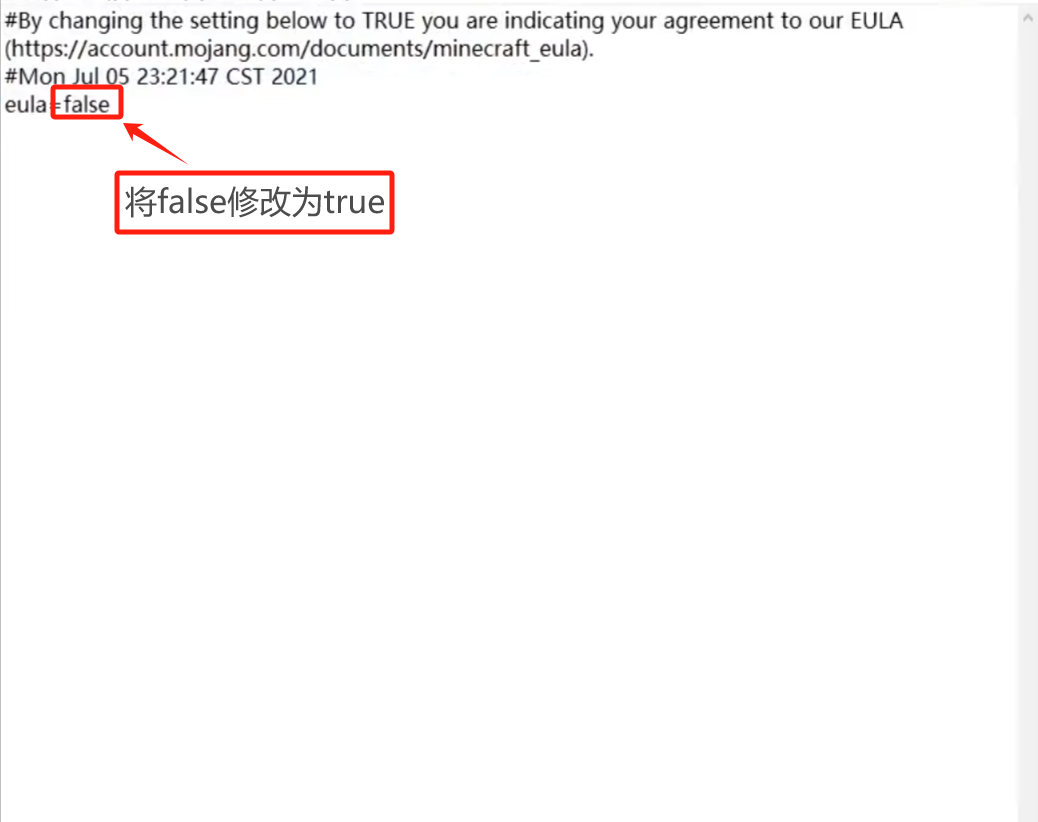 #By changing the setting below to TRUE you are indicating your agreement to our EULA
(https://account.mojang.com/documents/minecraft_eula).
#Mon Jul 05 23:21:47 CST 2021
eula=false
将false修改为true